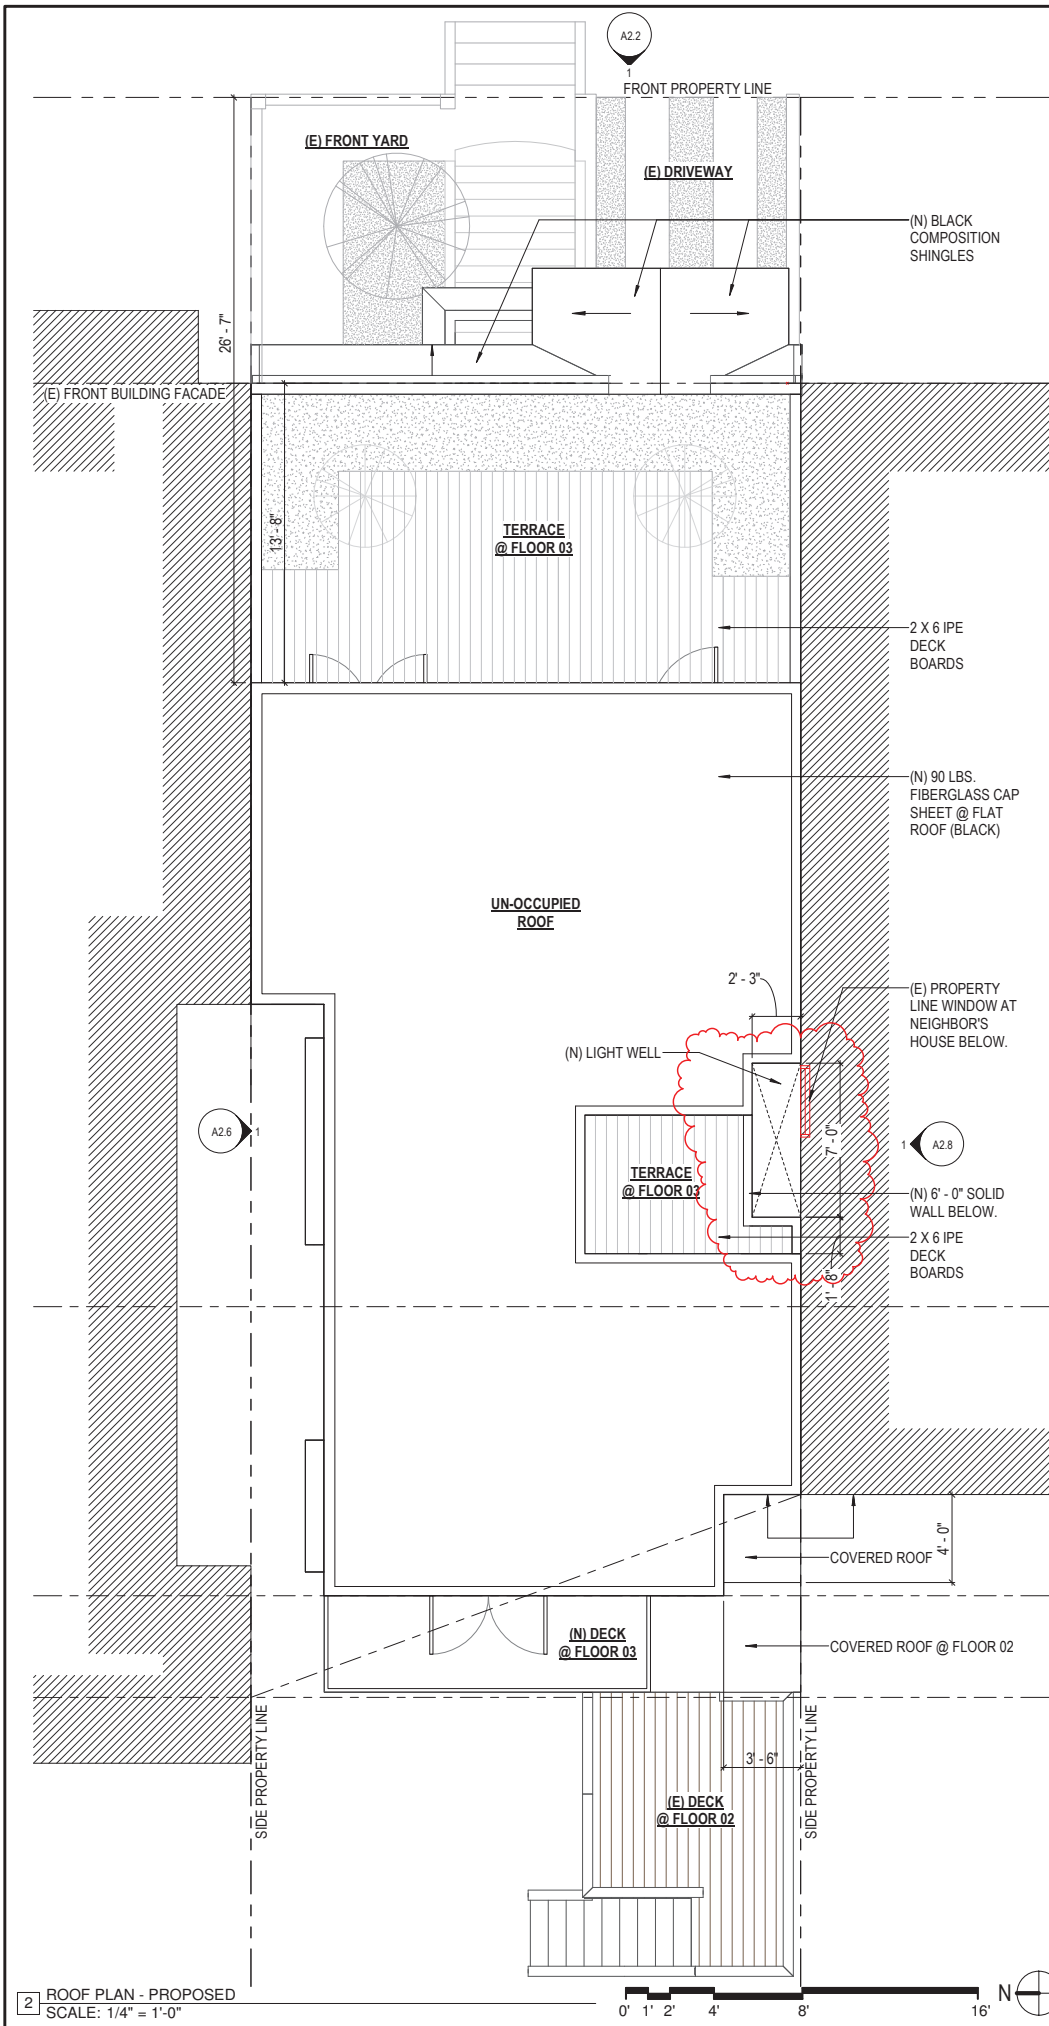 A2.2
1
FRONT PROPERTY LINE
(E) FRONT YARD
(E) DRIVEWAY
(N) BLACK
COMPOSITION
SHINGLES
26' - 7"
(E) FRONT BUILDING FACADE
13' - 8"
TERRACE
@ FLOOR 03
2 X 6 IPE
DECK
BOARDS
(N) 90 LBS.
FIBERGLASS CAP
SHEET @ FLAT
ROOF (BLACK)
UN-OCCUPIED
ROOF
2' - 3"
(E) PROPERTY
LINE WINDOW AT
NEIGHBOR'S
HOUSE BELOW.
(N) LIGHT WELL
A2.6
1
7' - 0"
1
A2.8
TERRACE
@ FLOOR 03
(N) 6' - 0" SOLID
WALL BELOW.
2 X 6 IPE
DECK
BOARDS
1' - 8"
4' - 0"
COVERED ROOF
(N) DECK
@ FLOOR 03
COVERED ROOF @ FLOOR 02
SIDE PROPERTY LINE
3' - 6"
SIDE PROPERTY LINE
(E) DECK
@ FLOOR 02
2
ROOF PLAN - PROPOSED
SCALE: 1/4" = 1'-0"
0' 1' 2' 4' 8' 16'
N